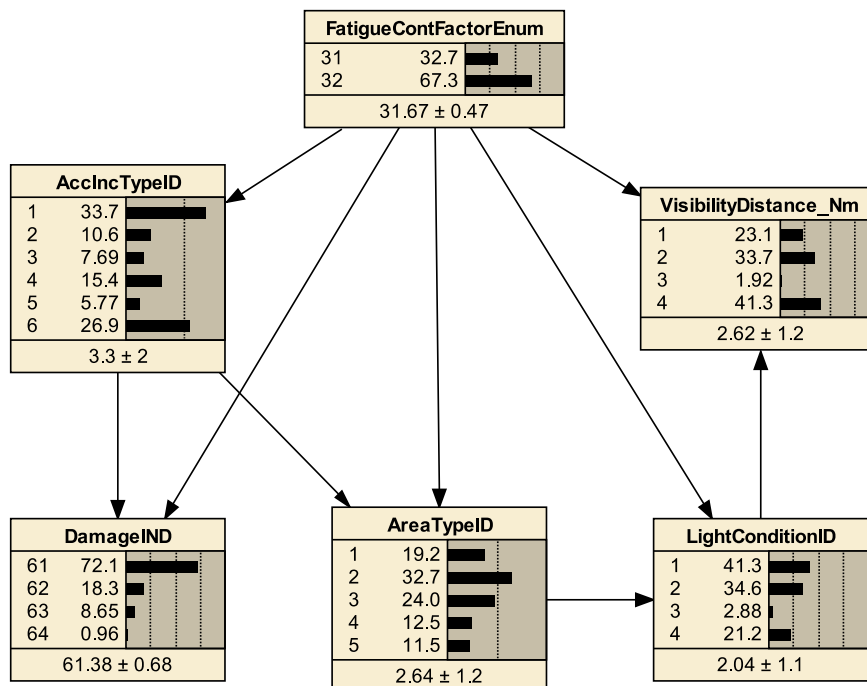 FatigueContFactorEnum
31 32.7
32 67.3
31.67 ± 0.47
AccIncTypeID
1 33.7
2 10.6
3 7.69
4 15.4
5 5.77
6 26.9
3.3 ± 2
VisibilityDistance_Nm
1 23.1
2 33.7
3 1.92
4 41.3
2.62 ± 1.2
DamageIND
61 72.1
62 18.3
63 8.65
64 0.96
61.38 ± 0.68
AreaTypeID
1 19.2
2 32.7
3 24.0
4 12.5
5 11.5
2.64 ± 1.2
LightConditionID
1 41.3
2 34.6
3 2.88
4 21.2
2.04 ± 1.1